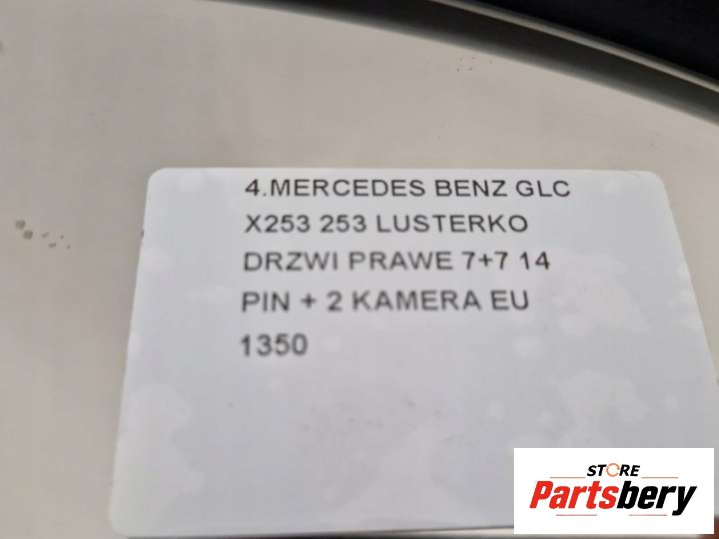 4.MERCEDES BENZ GLC
X253 253 LUSTERKO
DRZWI PRAWE 7+7 14
PIN + 2 KAMERA EU
1350
STORE
Partsbery